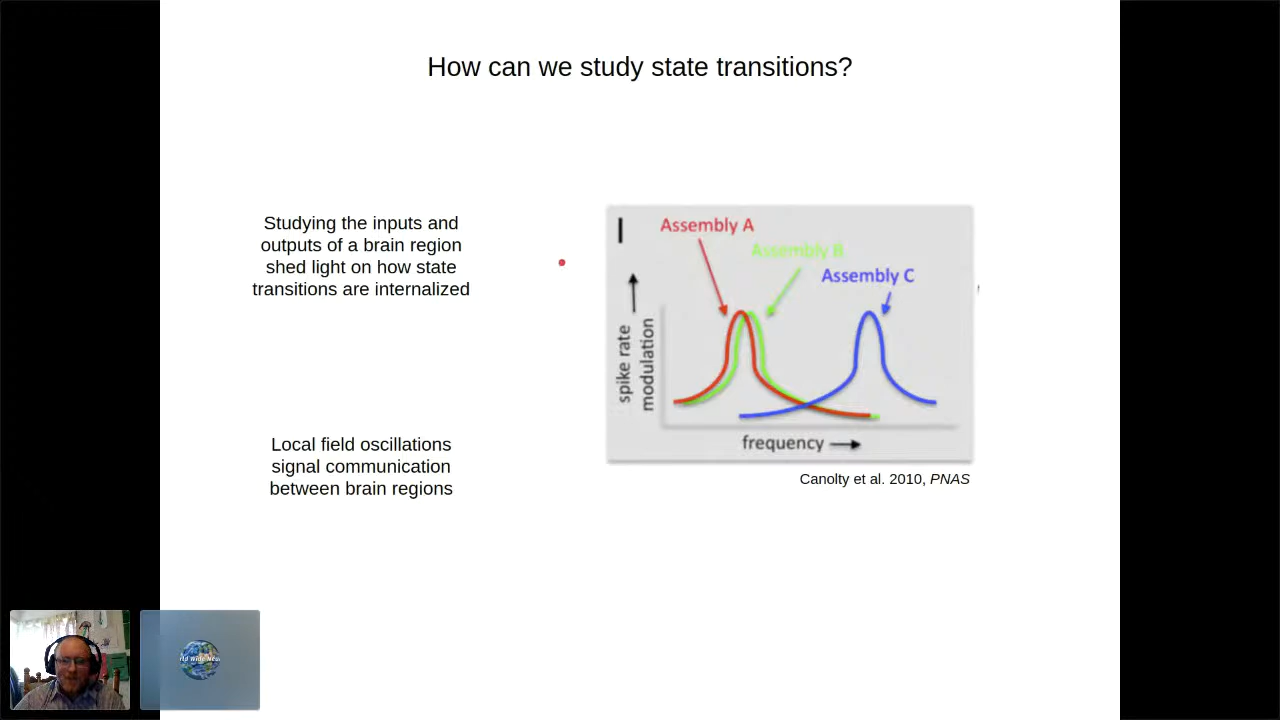 How can we study state transitions?
Studying the inputs and
outputs of a brain region
shed light on how state
transitions are internalized
Local field oscillations
signal communication
between brain regions
I
Assembly A
Assembly B
Assembly C
spike rate
modulation
frequency
Canolty et al. 2010, PNAS